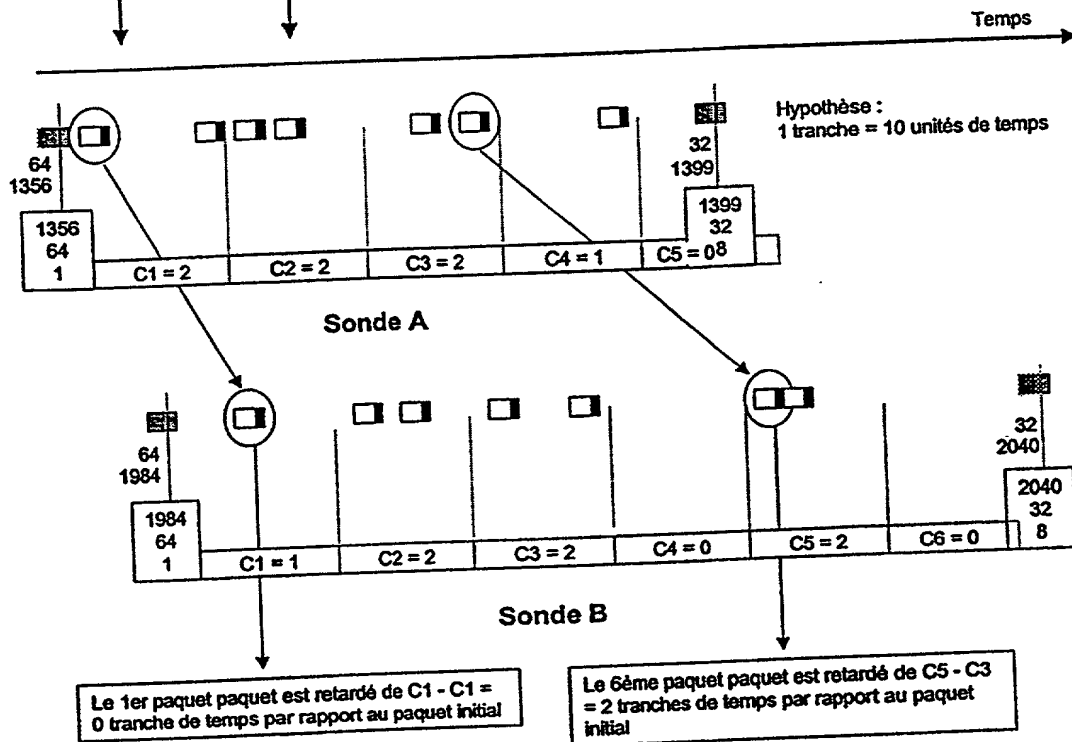 Temps
Hypothèse :
1 tranche = 10 unités de temps
64
1356
32
1399
1356
64
1
C1 = 2
C2 = 2
C3 = 2
C4 = 1
C5 = 0
1399
32
8
Sonde A
64
1984
32
2040
1984
64
1
C1 = 1
C2 = 2
C3 = 2
C4 = 0
C5 = 2
C6 = 0
2040
32
8
Sonde B
Le 1er paquet paquet est retardé de C1 - C1 =
0 tranche de temps par rapport au paquet initial
Le 6ème paquet paquet est retardé de C5 - C3
= 2 tranches de temps par rapport au paquet
initial